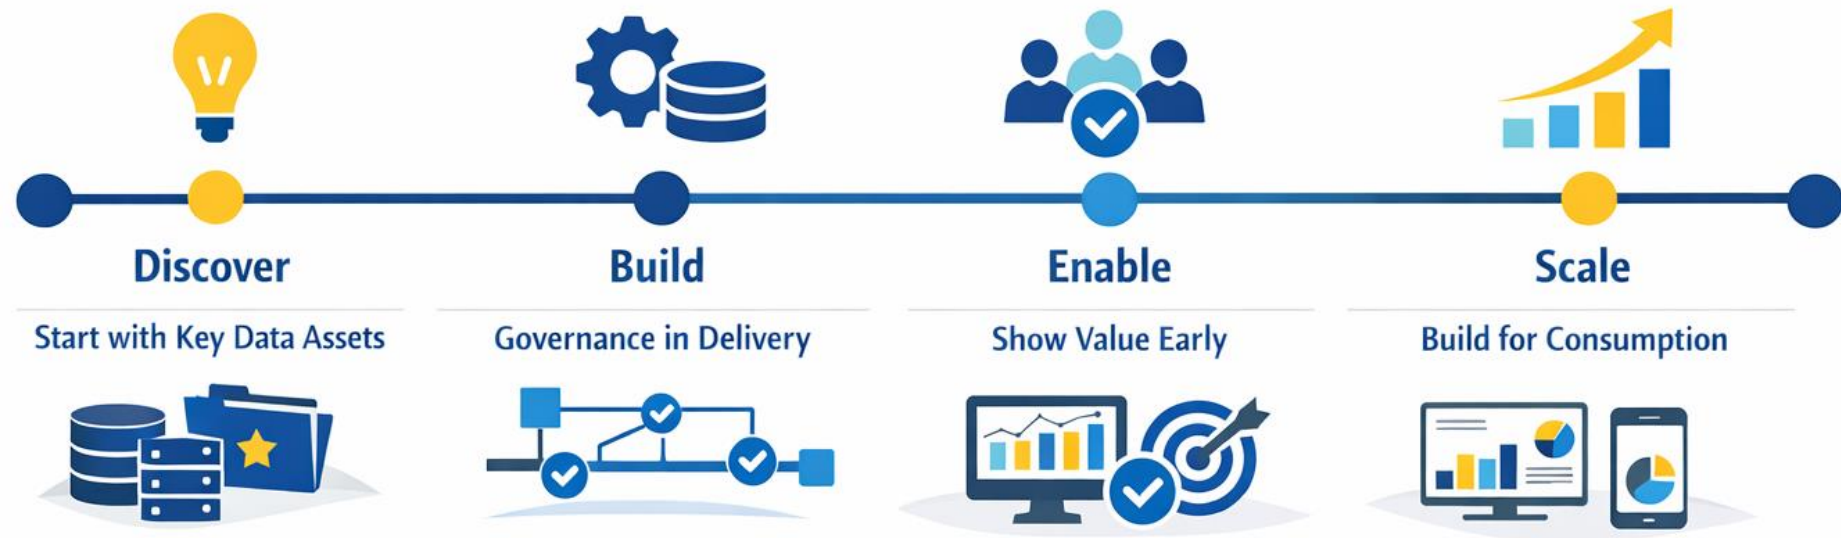 Discover
Build
Enable
Scale
Start with Key Data Assets
Governance in Delivery
Show Value Early
Build for Consumption